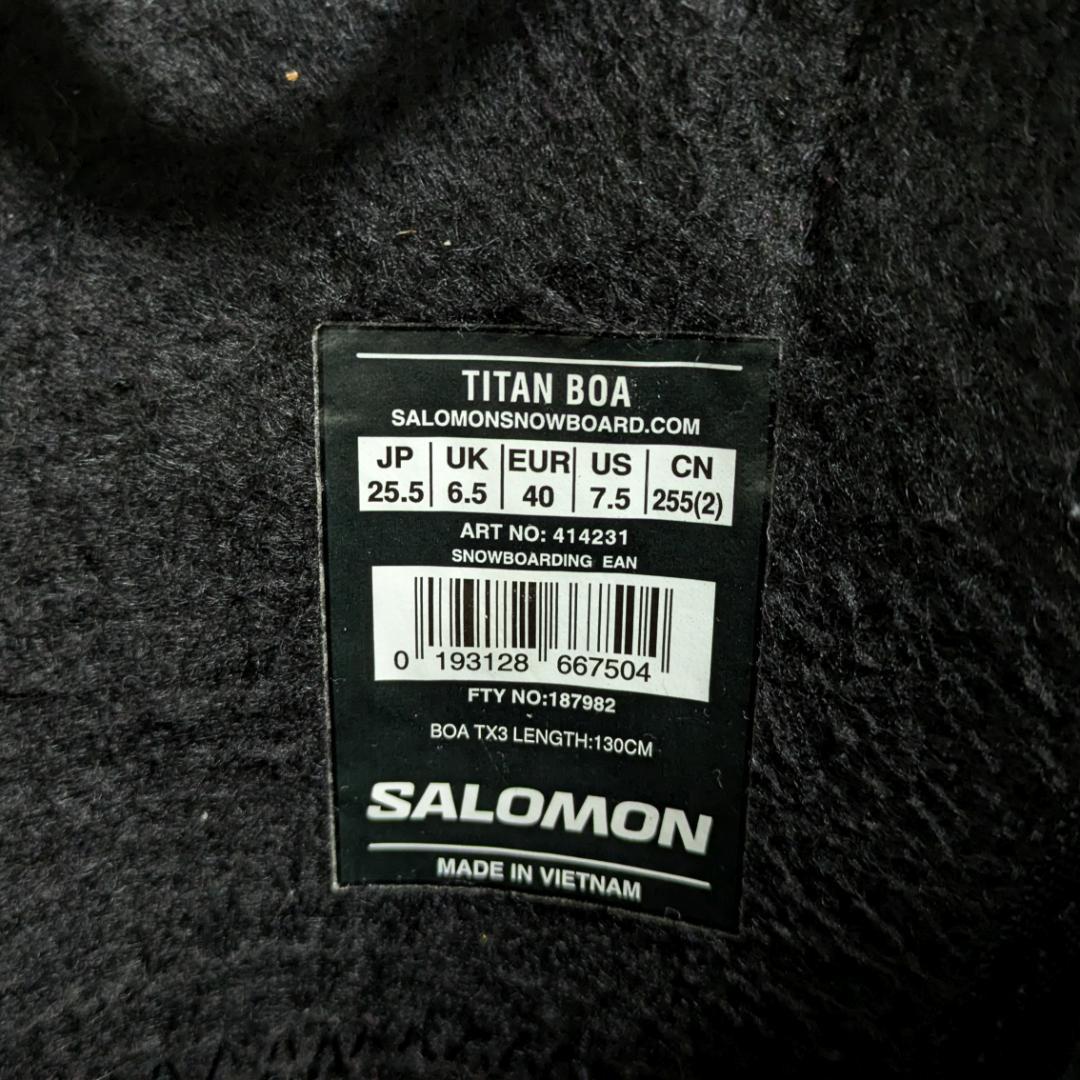 TITAN BOA
SALOMONSNOWBOARD.COM
JP UK EUR US CN
25.5 6.5 40 7.5 255(2)
ART NO: 414231
SNOWBOARDING EAN
0 193128 667504
FTY NO:187982
BOA TX3 LENGTH:130CM
SALOMON
MADE IN VIETNAM